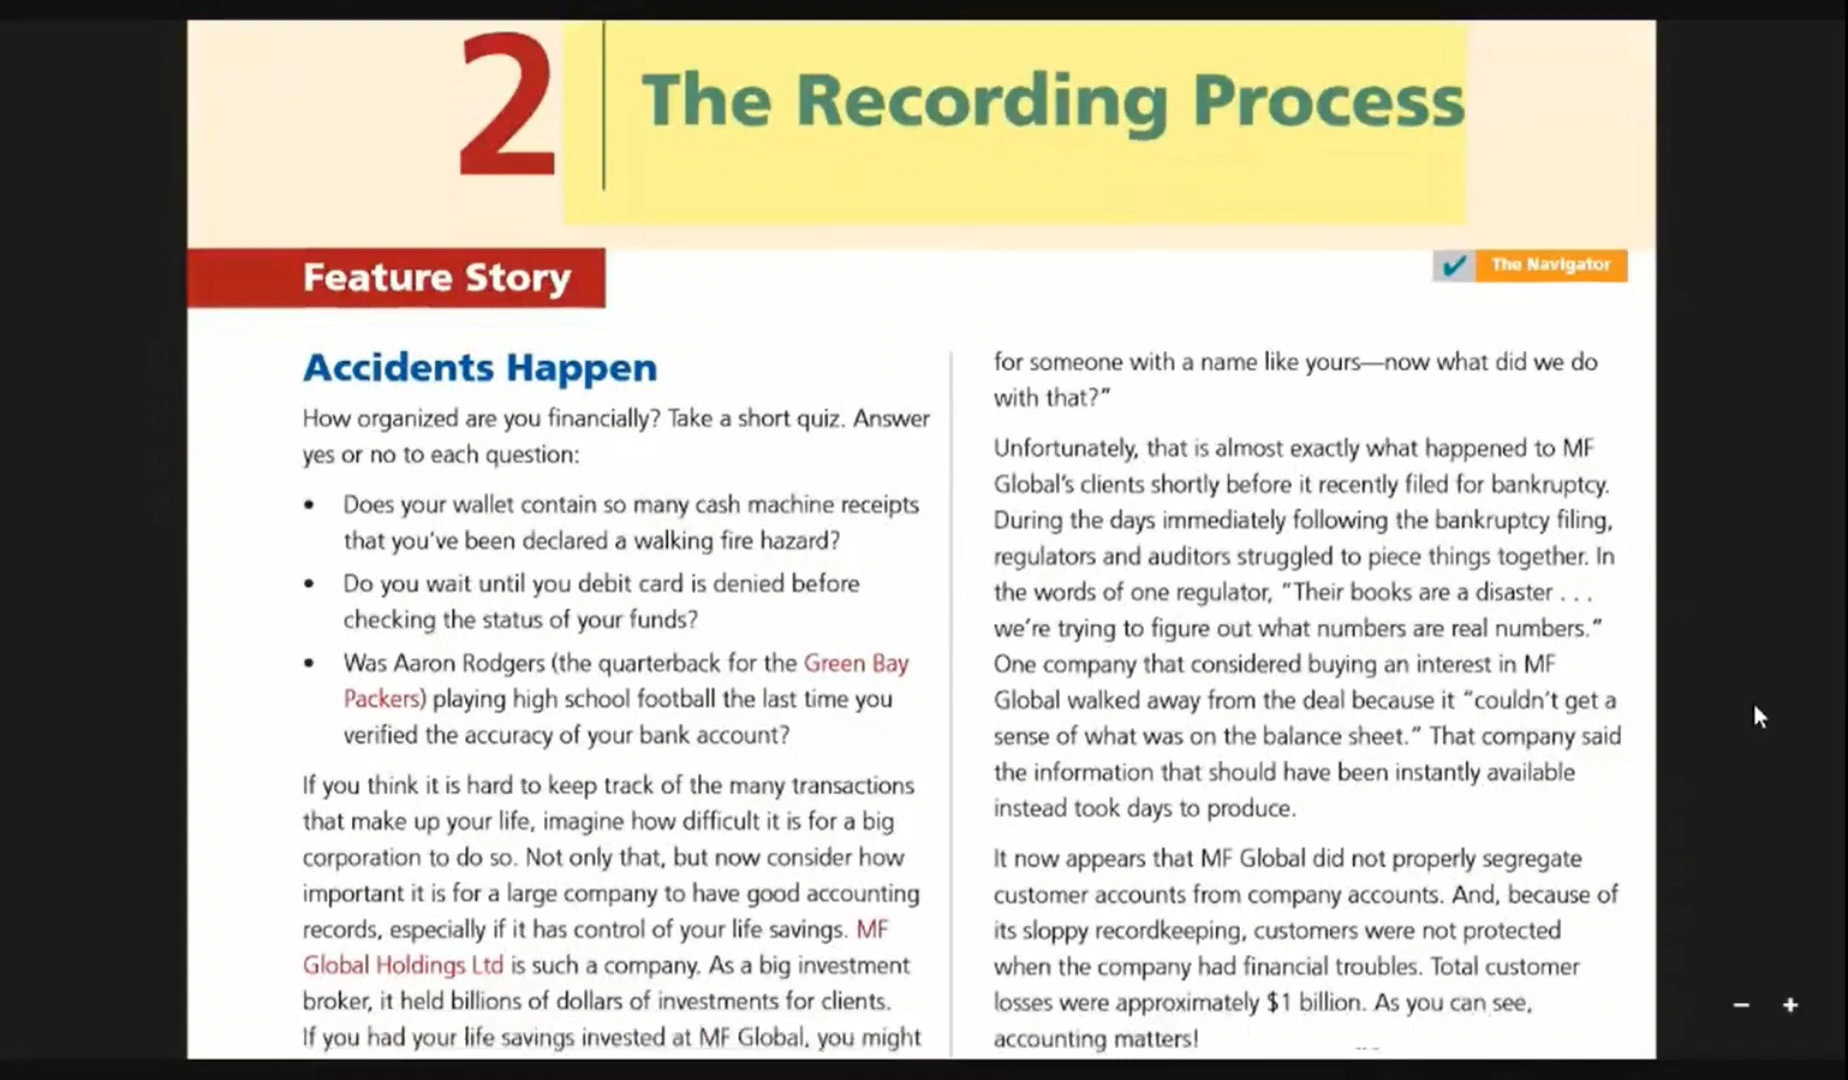 2
The Recording Process
Feature Story
The Navigator
Accidents Happen
How organized are you financially? Take a short quiz. Answer
yes or no to each question:
• Does your wallet contain so many cash machine receipts
that you've been declared a walking fire hazard?
• Do you wait until you debit card is denied before
checking the status of your funds?
• Was Aaron Rodgers (the quarterback for the Green Bay
Packers) playing high school football the last time you
verified the accuracy of your bank account?
If you think it is hard to keep track of the many transactions
that make up your life, imagine how difficult it is for a big
corporation to do so. Not only that, but now consider how
important it is for a large company to have good accounting
records, especially if it has control of your life savings. MF
Global Holdings Ltd is such a company. As a big investment
broker, it held billions of dollars of investments for clients.
If you had your life savings invested at MF Global, you might
for someone with a name like yours—now what did we do
with that?”
Unfortunately, that is almost exactly what happened to MF
Global's clients shortly before it recently filed for bankruptcy.
During the days immediately following the bankruptcy filing,
regulators and auditors struggled to piece things together. In
the words of one regulator, “Their books are a disaster . . .
we're trying to figure out what numbers are real numbers.”
One company that considered buying an interest in MF
Global walked away from the deal because it “couldn't get a
sense of what was on the balance sheet.” That company said
the information that should have been instantly available
instead took days to produce.
It now appears that MF Global did not properly segregate
customer accounts from company accounts. And, because of
its sloppy recordkeeping, customers were not protected
when the company had financial troubles. Total customer
losses were approximately $1 billion. As you can see,
accounting matters!